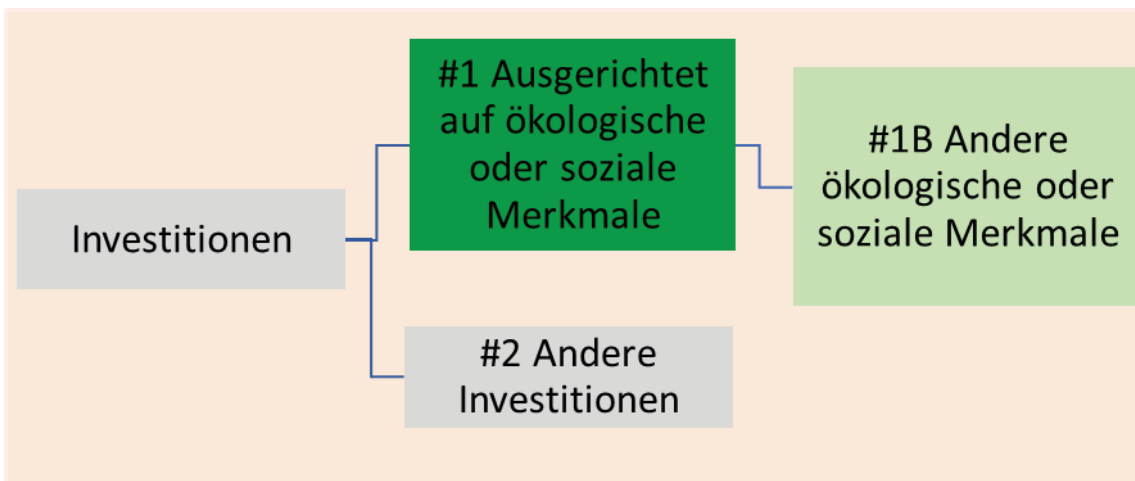 Investitionen
#1 Ausgerichtet
auf ökologische
oder soziale
Merkmale
#1B Andere
ökologische oder
soziale Merkmale
#2 Andere
Investitionen